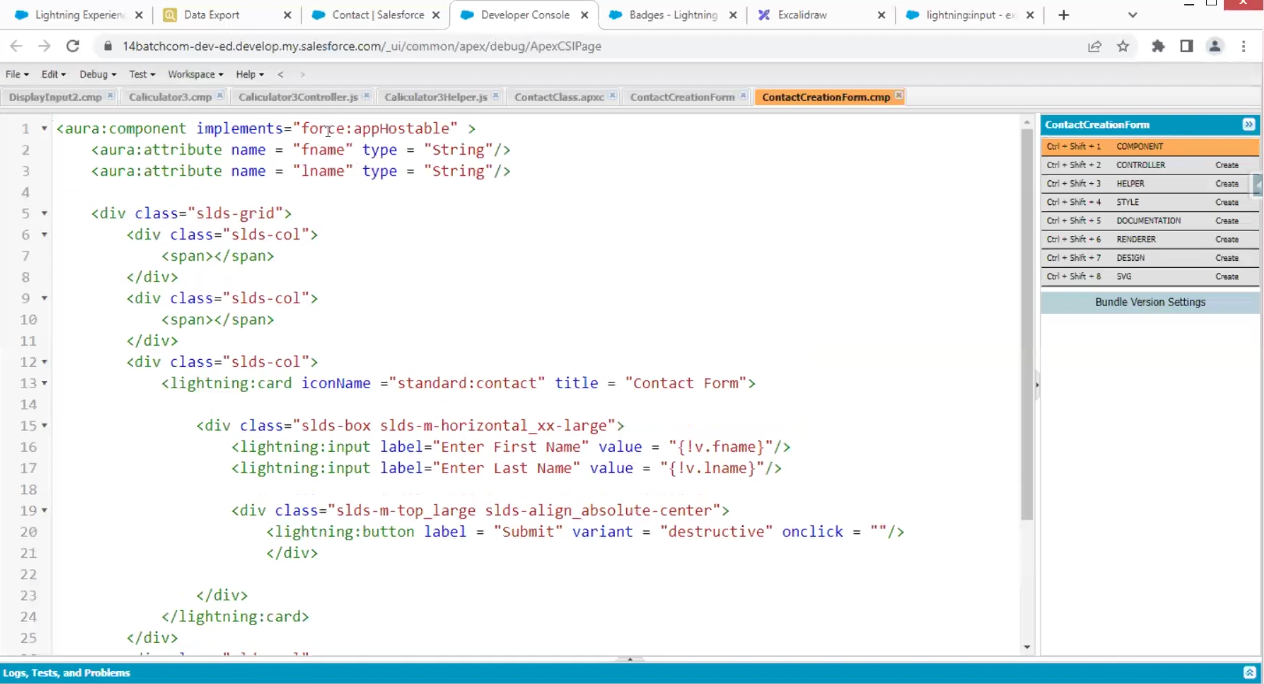 Lightning Experien
Data Export
Contact | Salesforce
Developer Console
Badges - Lightning
Excalidraw
lightning:input - ex
14batchcom-dev-ed.develop.my.salesforce.com/_ui/common/apex/debug/ApexCSIPage
File Edit Debug Test Workspace Help < >
DisplayInput2.cmp Caliculator3.cmp Caliculator3Controller.js Caliculator3Helper.js ContactClass.apxc ContactCreationForm ContactCreationForm.cmp
1 <aura:component implements="force:appHostable" >
2 <aura:attribute name = "fname" type = "String"/>
3 <aura:attribute name = "lname" type = "String"/>
4
5 <div class="slds-grid">
6 <div class="slds-col">
7 <span></span>
8 </div>
9 <div class="slds-col">
10 <span></span>
11 </div>
12 <div class="slds-col">
13 <lightning:card iconName ="standard:contact" title = "Contact Form">
14
15 <div class="slds-box slds-m-horizontal_xx-large">
16 <lightning:input label="Enter First Name" value = "{!v.fname}"/>
17 <lightning:input label="Enter Last Name" value = "{!v.lname}"/>
18
19 <div class="slds-m-top_large slds-align_absolute-center">
20 <lightning:button label = "Submit" variant = "destructive" onclick = ""/>
21 </div>
22
23 </div>
24 </lightning:card>
25 </div>
ContactCreationForm
Ctrl + Shift + 1 COMPONENT
Ctrl + Shift + 2 CONTROLLER Create
Ctrl + Shift + 3 HELPER Create
Ctrl + Shift + 4 STYLE Create
Ctrl + Shift + 5 DOCUMENTATION Create
Ctrl + Shift + 6 RENDERER Create
Ctrl + Shift + 7 DESIGN Create
Ctrl + Shift + 8 SVG Create
Bundle Version Settings
Logs, Tests, and Problems